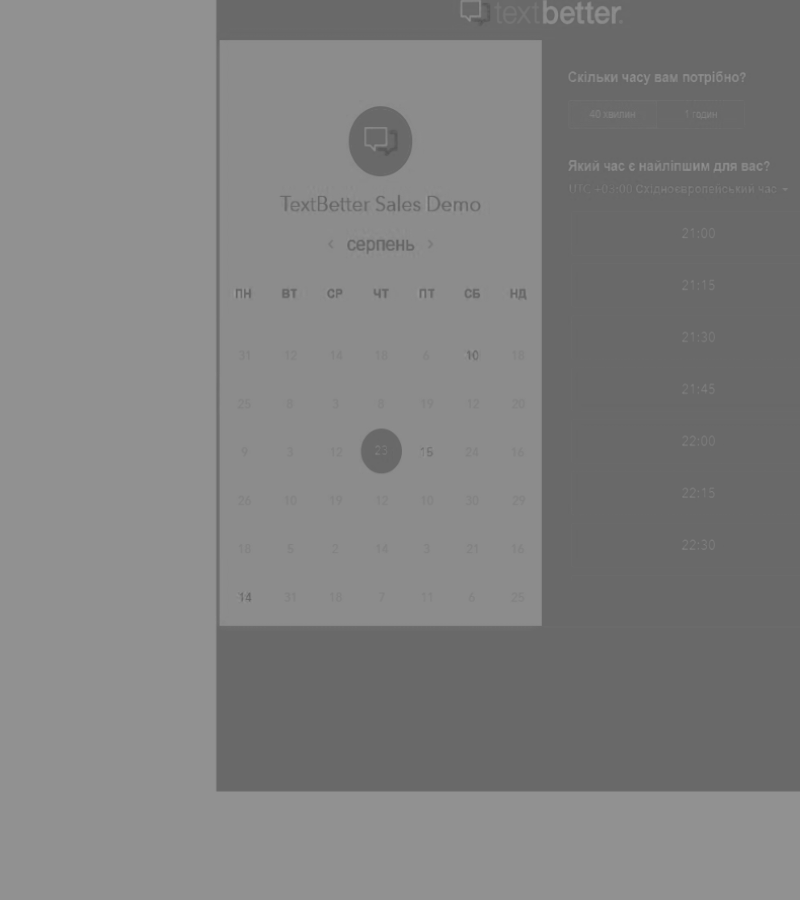 textbetter.
TextBetter Sales Demo
‹ серпень ›
ПН ВТ СР ЧТ ПТ СБ НД
31 12 14 18 6 10 18
25 8 3 8 19 12 20
9 3 12 23 15 24 16
26 10 19 12 10 30 29
18 5 2 14 3 21 16
14 31 18 7 11 6 25
Скільки часу вам потрібно?
40 хвилин 1 годин
Який час є найліпшим для вас?
UTC +03:00 Східноєвропейський час
21:00
21:15
21:30
21:45
22:00
22:15
22:30